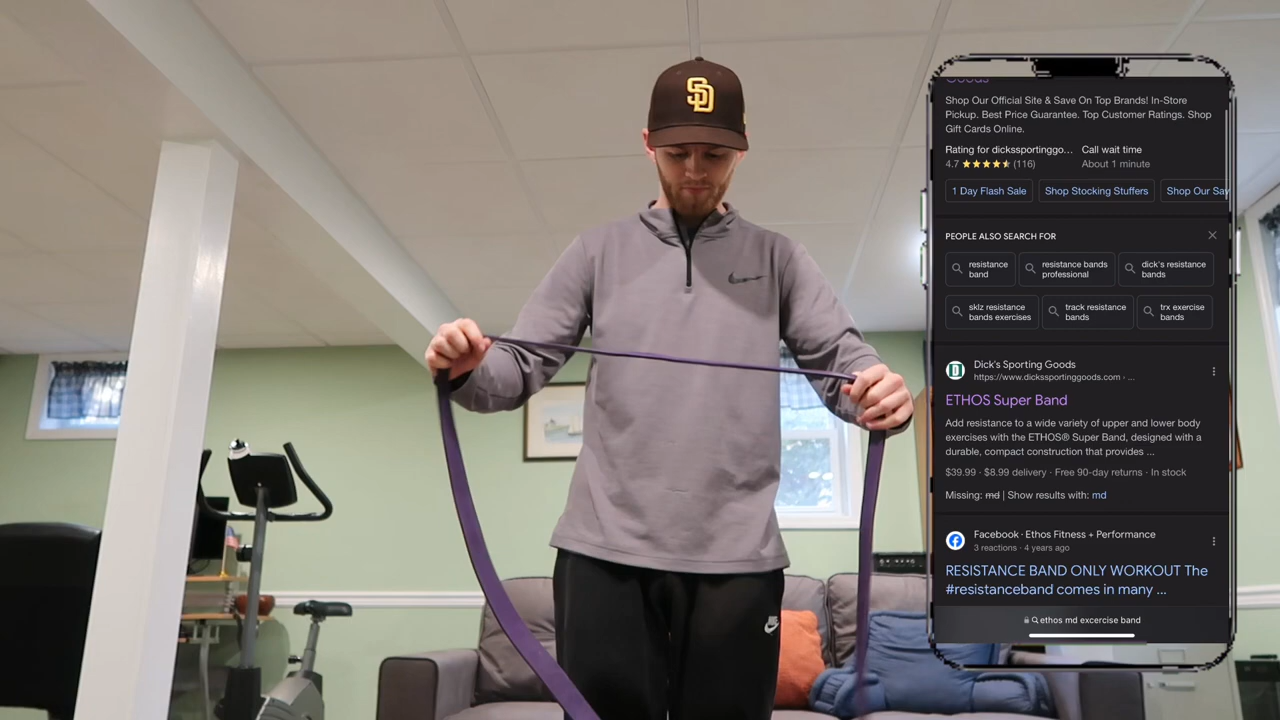 SD
Goods
Shop Our Official Site & Save On Top Brands! In-Store
Pickup. Best Price Guarantee. Top Customer Ratings. Shop
Gift Cards Online.
Rating for dickssportinggo...
Call wait time
4.7
(116)
About 1 minute
1 Day Flash Sale
Shop Stocking Stuffers
Shop Our Say
PEOPLE ALSO SEARCH FOR
resistance
band
resistance bands
professional
dick's resistance
bands
sklz resistance
bands exercises
track resistance
bands
trx exercise
bands
D
Dick's Sporting Goods
https://www.dickssportinggoods.com › ...
ETHOS Super Band
Add resistance to a wide variety of upper and lower body
exercises with the ETHOS® Super Band, designed with a
durable, compact construction that provides ...
$39.99 · $8.99 delivery · Free 90-day returns · In stock
Missing: md | Show results with: md
Facebook · Ethos Fitness + Performance
3 reactions · 4 years ago
RESISTANCE BAND ONLY WORKOUT The
#resistanceband comes in many ...
ethos md excercise band